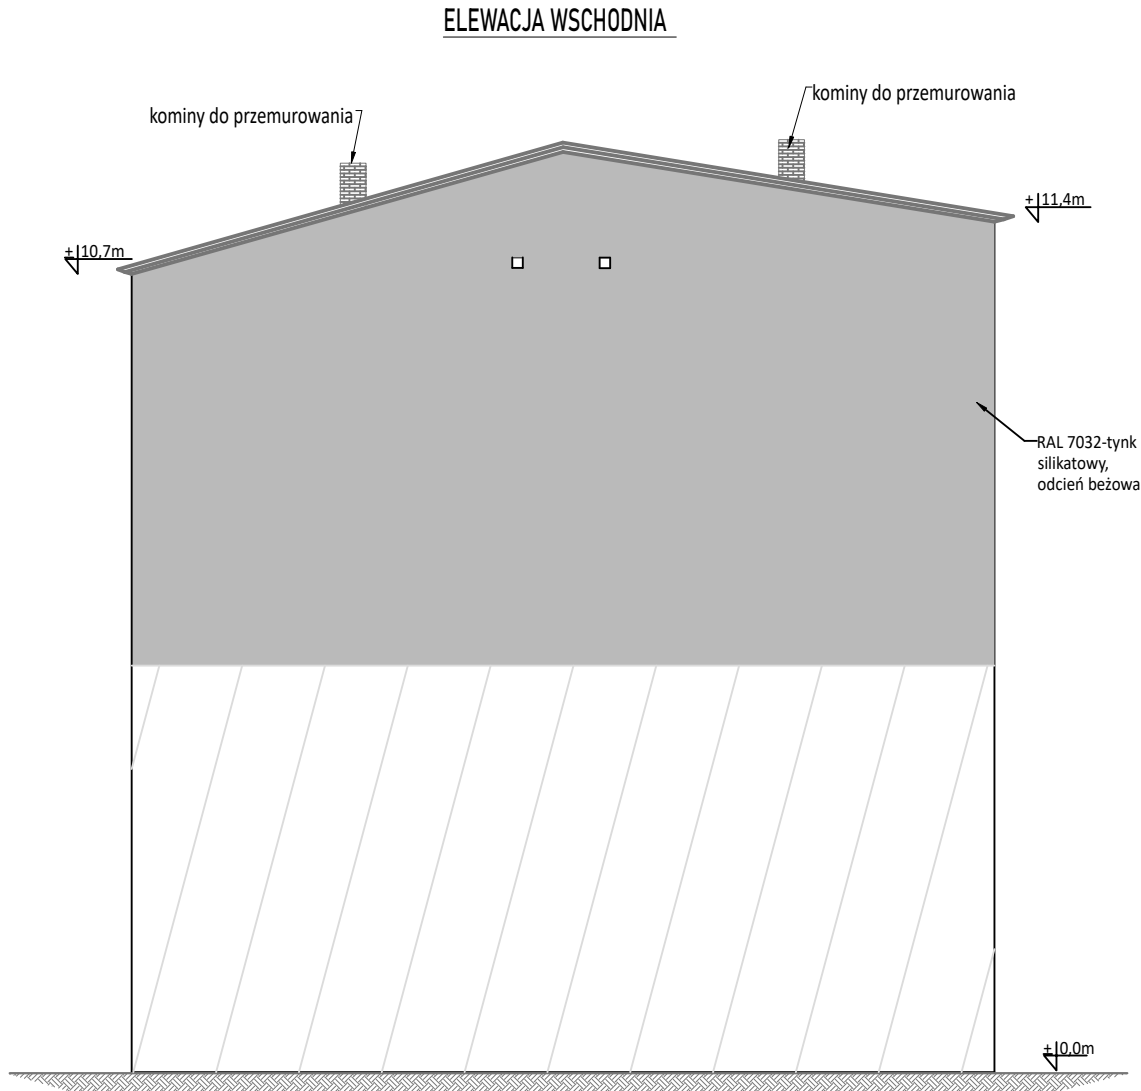 ELEWACJA WSCHODNIA
kominy do przemurowania
kominy do przemurowania
+11,4m
±10,7m
RAL 7032-tynk
silikatowy,
odcień beżowa
±0,0m